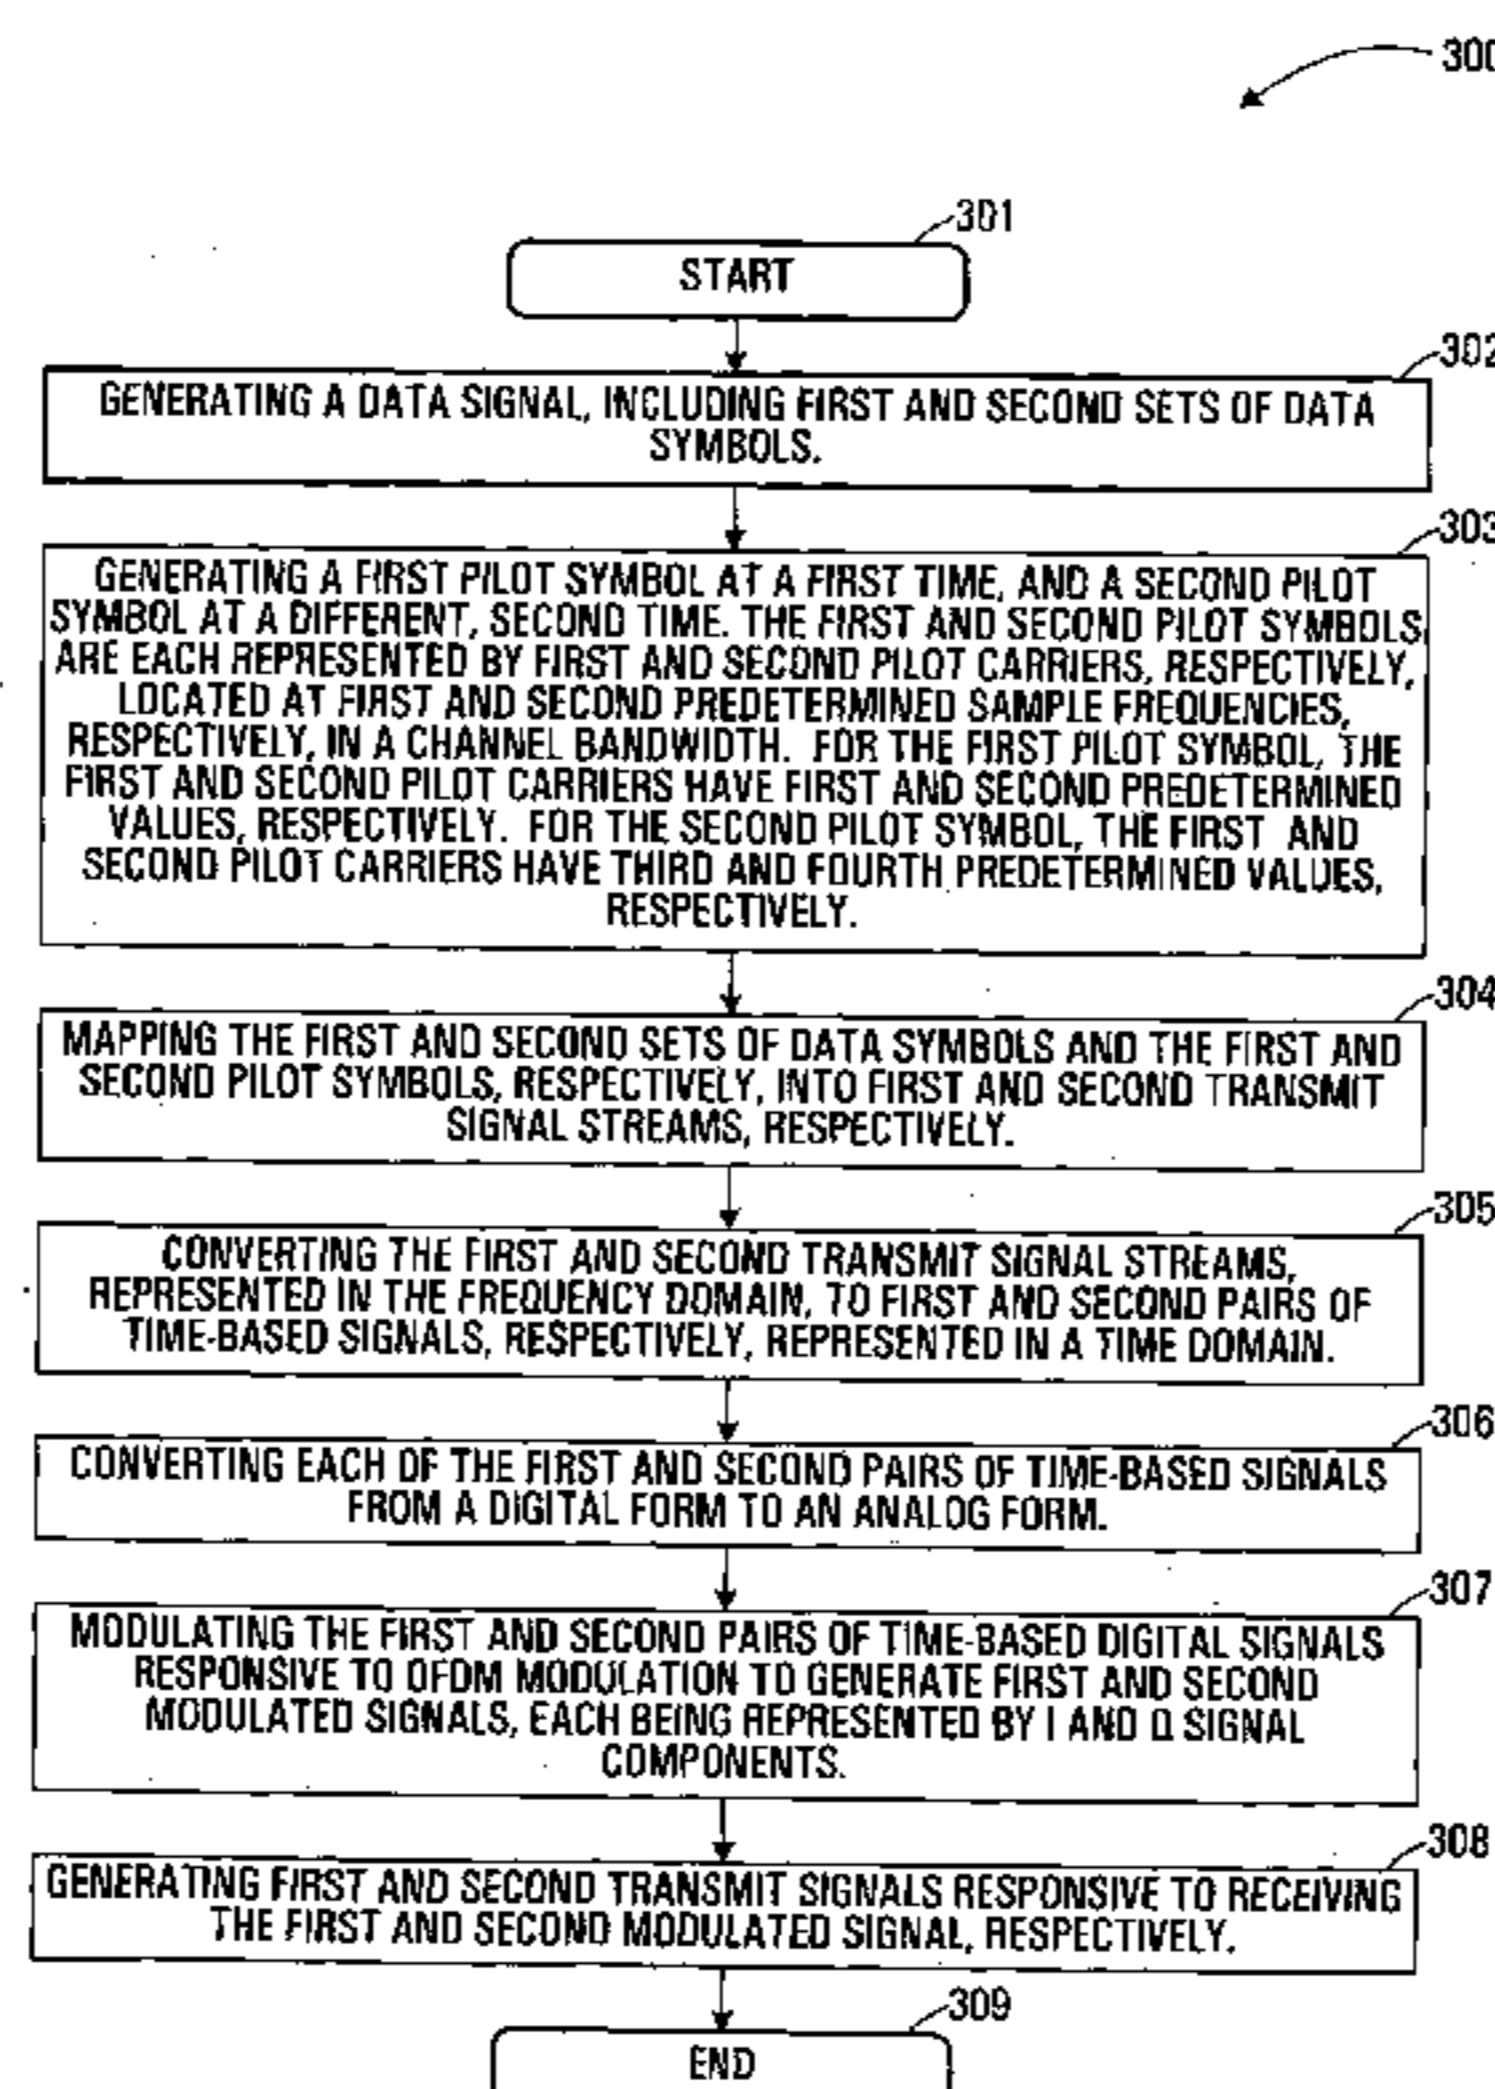 300
301
START
302
GENERATING A DATA SIGNAL, INCLUDING FIRST AND SECOND SETS OF DATA
SYMBOLS.
303
GENERATING A FIRST PILOT SYMBOL AT A FIRST TIME, AND A SECOND PILOT
SYMBOL AT A DIFFERENT, SECOND TIME. THE FIRST AND SECOND PILOT SYMBOLS
ARE EACH REPRESENTED BY FIRST AND SECOND PILOT CARRIERS, RESPECTIVELY,
LOCATED AT FIRST AND SECOND PREDETERMINED SAMPLE FREQUENCIES,
RESPECTIVELY, IN A CHANNEL BANDWIDTH. FOR THE FIRST PILOT SYMBOL, THE
FIRST AND SECOND PILOT CARRIERS HAVE FIRST AND SECOND PREDETERMINED
VALUES, RESPECTIVELY. FOR THE SECOND PILOT SYMBOL, THE FIRST AND
SECOND PILOT CARRIERS HAVE THIRD AND FOURTH PREDETERMINED VALUES,
RESPECTIVELY.
304
MAPPING THE FIRST AND SECOND SETS OF DATA SYMBOLS AND THE FIRST AND
SECOND PILOT SYMBOLS, RESPECTIVELY, INTO FIRST AND SECOND TRANSMIT
SIGNAL STREAMS, RESPECTIVELY.
305
CONVERTING THE FIRST AND SECOND TRANSMIT SIGNAL STREAMS,
REPRESENTED IN THE FREQUENCY DOMAIN, TO FIRST AND SECOND PAIRS OF
TIME-BASED SIGNALS, RESPECTIVELY, REPRESENTED IN A TIME DOMAIN.
306
CONVERTING EACH OF THE FIRST AND SECOND PAIRS OF TIME-BASED SIGNALS
FROM A DIGITAL FORM TO AN ANALOG FORM.
307
MODULATING THE FIRST AND SECOND PAIRS OF TIME-BASED DIGITAL SIGNALS
RESPONSIVE TO OFDM MODULATION TO GENERATE FIRST AND SECOND
MODULATED SIGNALS, EACH BEING REPRESENTED BY I AND Q SIGNAL
COMPONENTS.
308
GENERATING FIRST AND SECOND TRANSMIT SIGNALS RESPONSIVE TO RECEIVING
THE FIRST AND SECOND MODULATED SIGNAL, RESPECTIVELY.
309
END